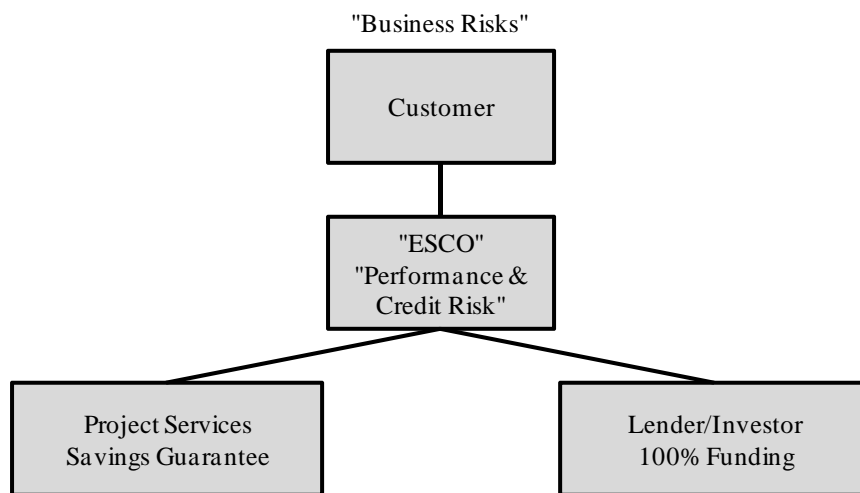 "Business Risks"
Customer
"ESCO"
"Performance &
Credit Risk"
Project Services
Savings Guarantee
Lender/Investor
100% Funding